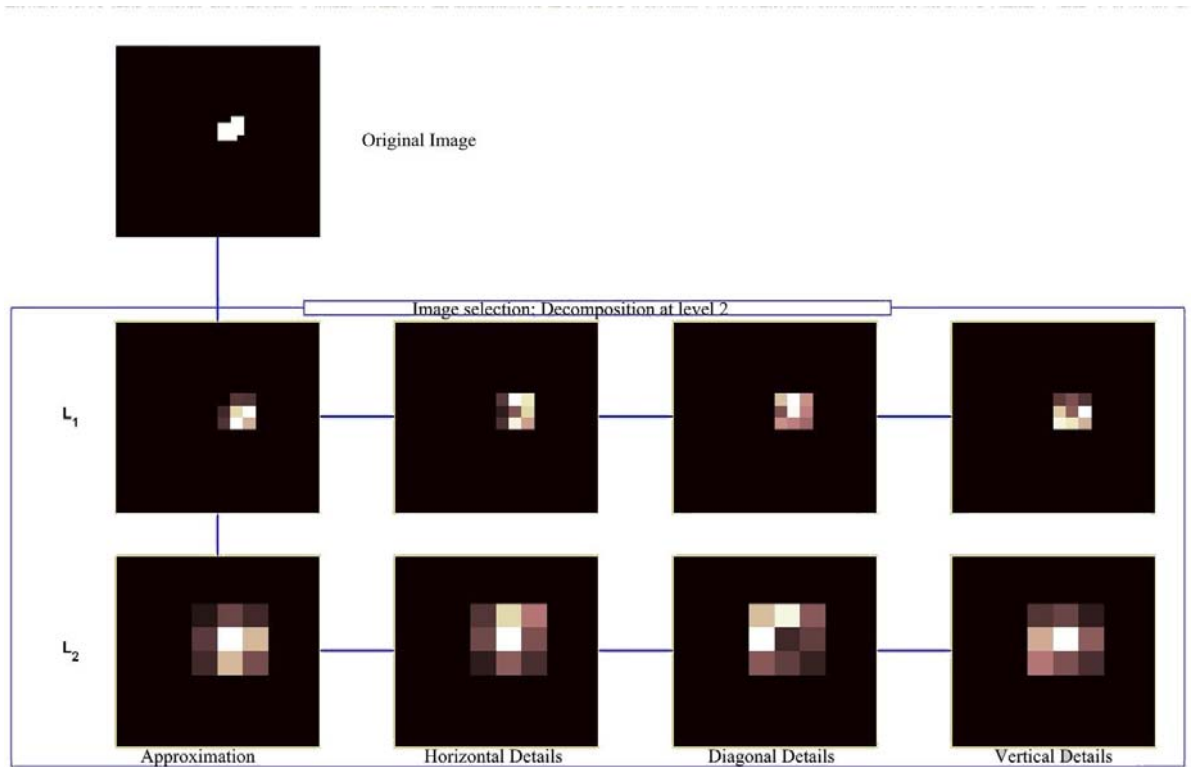 Original Image
Image selection: Decomposition at level 2
L1
L2
Approximation
Horizontal Details
Diagonal Details
Vertical Details